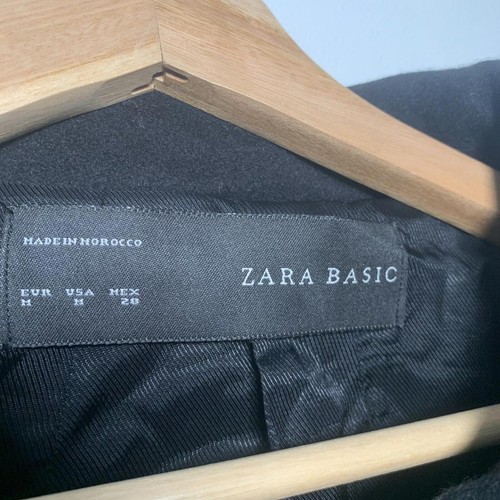 MADE IN MOROCCO
ZARA BASIC
EUR USA MEX
M M 28